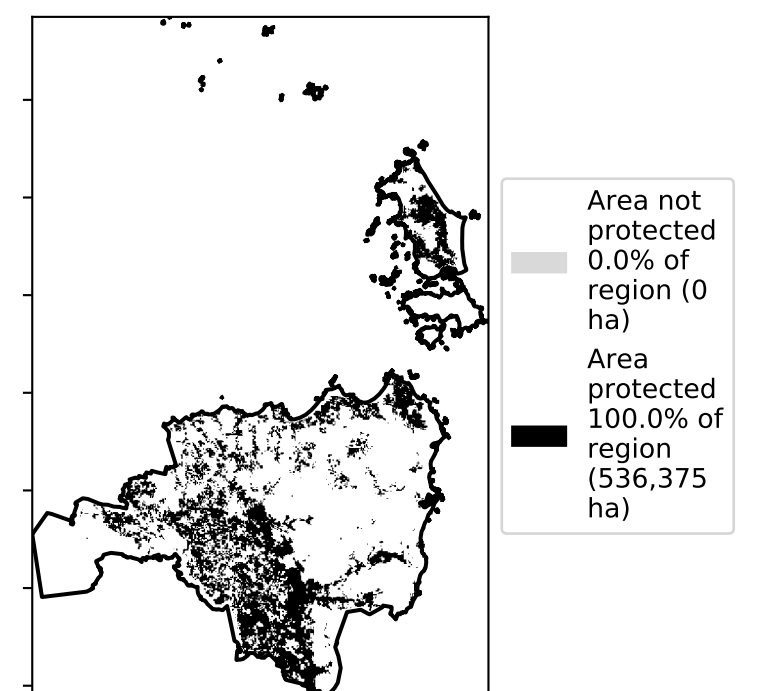 Area not
protected
0.0% of
region (0
ha)
Area
protected
100.0% of
region
(536,375
ha)